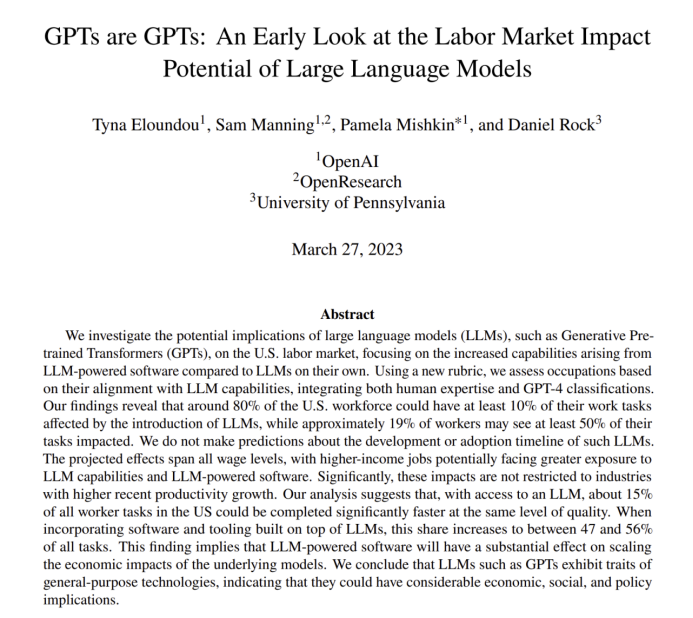 GPTs are GPTs: An Early Look at the Labor Market Impact
Potential of Large Language Models
Tyna Eloundou¹, Sam Manning¹,², Pamela Mishkin*¹, and Daniel Rock³
¹OpenAI
²OpenResearch
³University of Pennsylvania
March 27, 2023
Abstract
We investigate the potential implications of large language models (LLMs), such as Generative Pre-
trained Transformers (GPTs), on the U.S. labor market, focusing on the increased capabilities arising from
LLM-powered software compared to LLMs on their own. Using a new rubric, we assess occupations based
on their alignment with LLM capabilities, integrating both human expertise and GPT-4 classifications.
Our findings reveal that around 80% of the U.S. workforce could have at least 10% of their work tasks
affected by the introduction of LLMs, while approximately 19% of workers may see at least 50% of their
tasks impacted. We do not make predictions about the development or adoption timeline of such LLMs.
The projected effects span all wage levels, with higher-income jobs potentially facing greater exposure to
LLM capabilities and LLM-powered software. Significantly, these impacts are not restricted to industries
with higher recent productivity growth. Our analysis suggests that, with access to an LLM, about 15%
of all worker tasks in the US could be completed significantly faster at the same level of quality. When
incorporating software and tooling built on top of LLMs, this share increases to between 47 and 56%
of all tasks. This finding implies that LLM-powered software will have a substantial effect on scaling
the economic impacts of the underlying models. We conclude that LLMs such as GPTs exhibit traits of
general-purpose technologies, indicating that they could have considerable economic, social, and policy
implications.